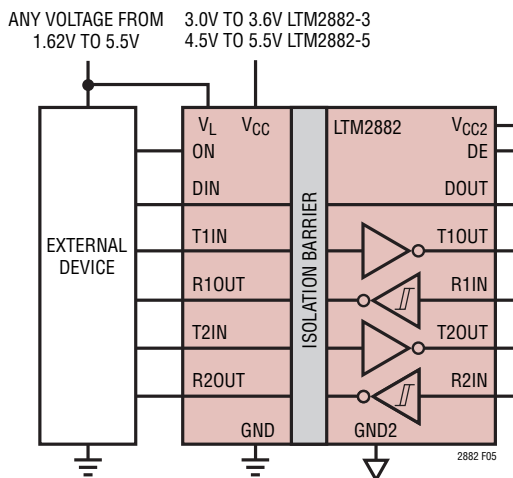 ANY VOLTAGE FROM
1.62V TO 5.5V
3.0V TO 3.6V LTM2882-3
4.5V TO 5.5V LTM2882-5
EXTERNAL
DEVICE
VL
VCC
LTM2882
VCC2
ON
DE
DIN
DOUT
T1IN
T1OUT
R1OUT
R1IN
T2IN
T2OUT
R2OUT
R2IN
ISOLATION BARRIER
GND
GND2
2882 F05